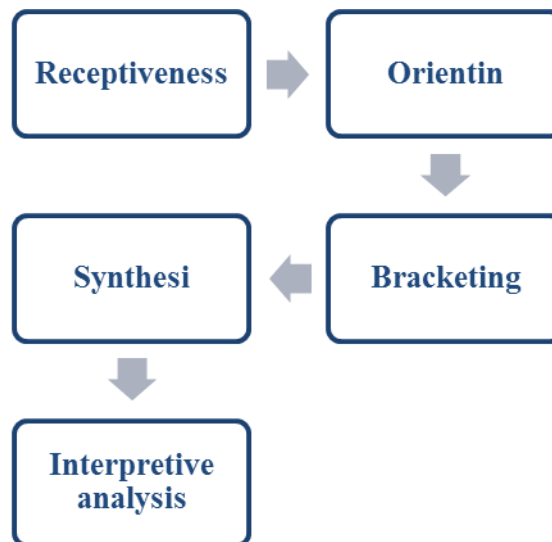 Receptiveness
Orientin
Bracketing
Synthesi
Interpretive
analysis